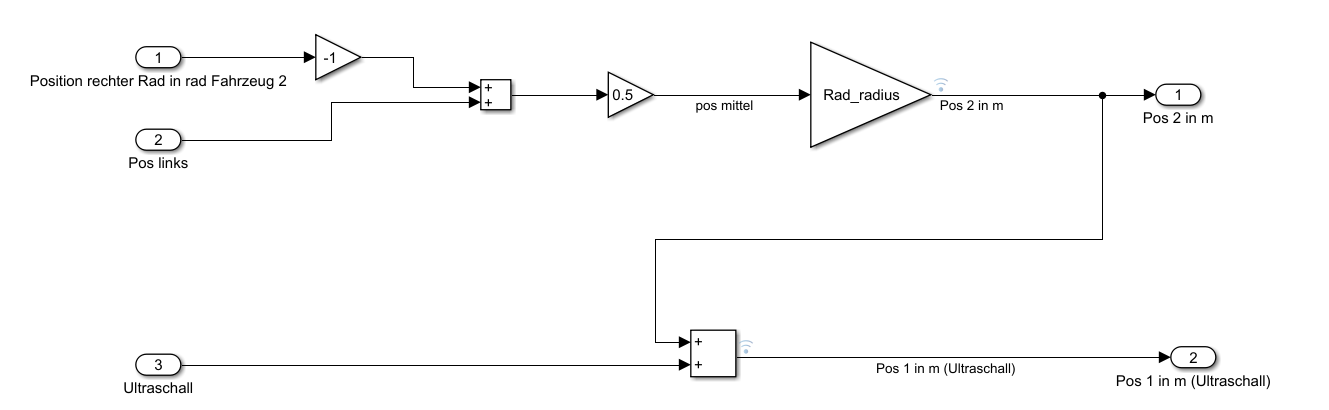 1
Position rechter Rad in rad Fahrzeug 2
-1
2
Pos links
+
+
0.5
pos mittel
Rad_radius
Pos 2 in m
1
Pos 2 in m
3
Ultraschall
+
+
Pos 1 in m (Ultraschall)
2
Pos 1 in m (Ultraschall)